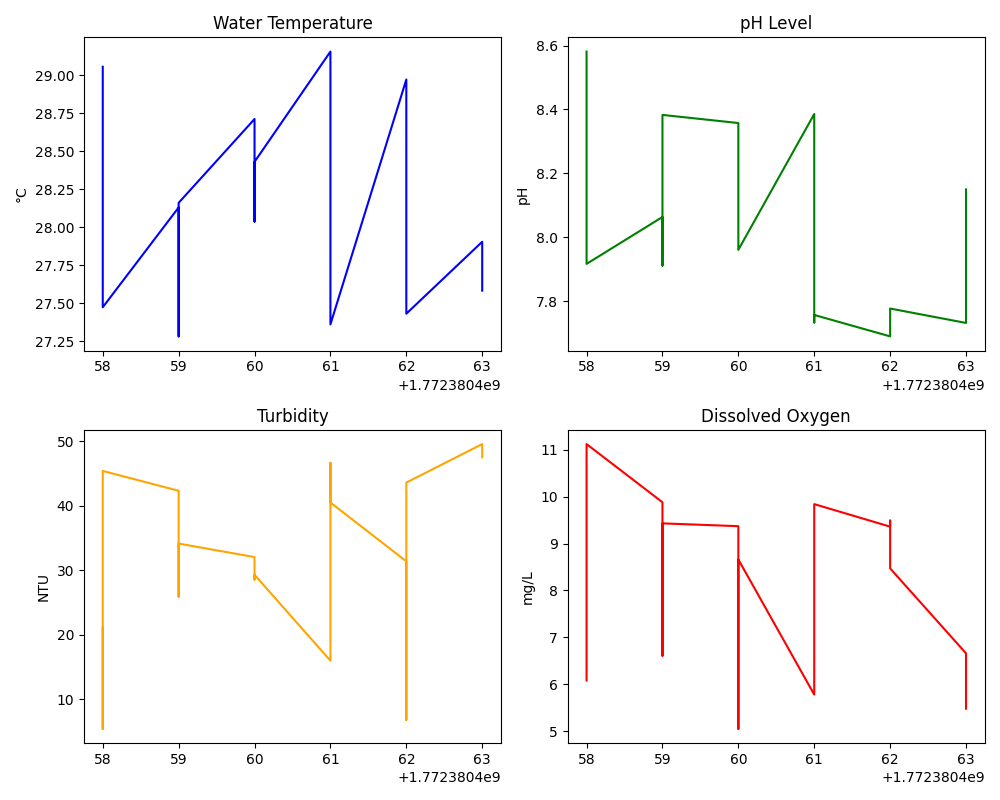 Water Temperature
°C
29.00
28.75
28.50
28.25
28.00
27.75
27.50
27.25
58 59 60 61 62 63
+1.7723804e9
pH Level
pH
8.6
8.4
8.2
8.0
7.8
58 59 60 61 62 63
+1.7723804e9
Turbidity
NTU
50
40
30
20
10
58 59 60 61 62 63
+1.7723804e9
Dissolved Oxygen
mg/L
11
10
9
8
7
6
5
58 59 60 61 62 63
+1.7723804e9